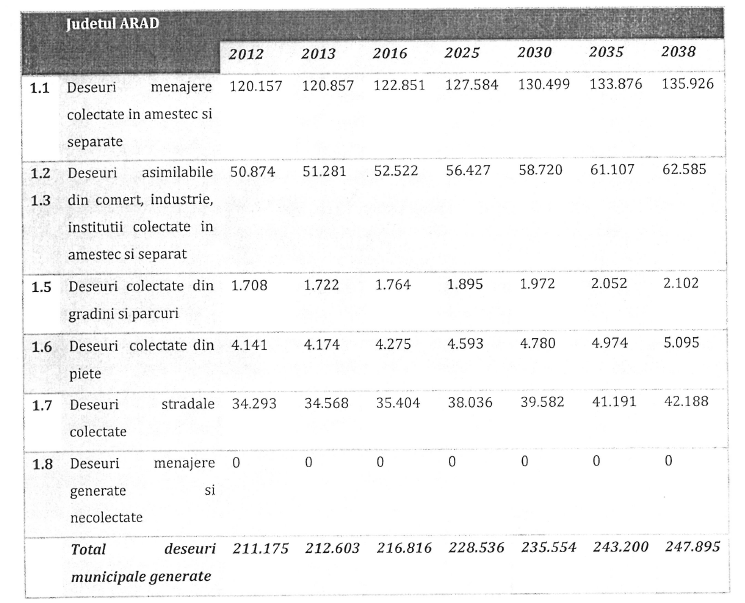 Judetul ARAD
2012 2013 2016 2025 2030 2035 2038
1.1 Deseuri menajere 120.157 120.857 122.851 127.584 130.499 133.876 135.926
colectate in amestec si
separate
1.2 Deseuri asimilabile 50.874 51.281 52.522 56.427 58.720 61.107 62.585
1.3 din comert, industrie,
institutii colectate in
amestec si separat
1.5 Deseuri colectate din 1.708 1.722 1.764 1.895 1.972 2.052 2.102
gradini si parcuri
1.6 Deseuri colectate din 4.141 4.174 4.275 4.593 4.780 4.974 5.095
piete
1.7 Deseuri stradale 34.293 34.568 35.404 38.036 39.582 41.191 42.188
colectate
1.8 Deseuri menajere 0 0 0 0 0 0 0
generate si
necolectate
Total deseuri 211.175 212.603 216.816 228.536 235.554 243.200 247.895
municipale generate